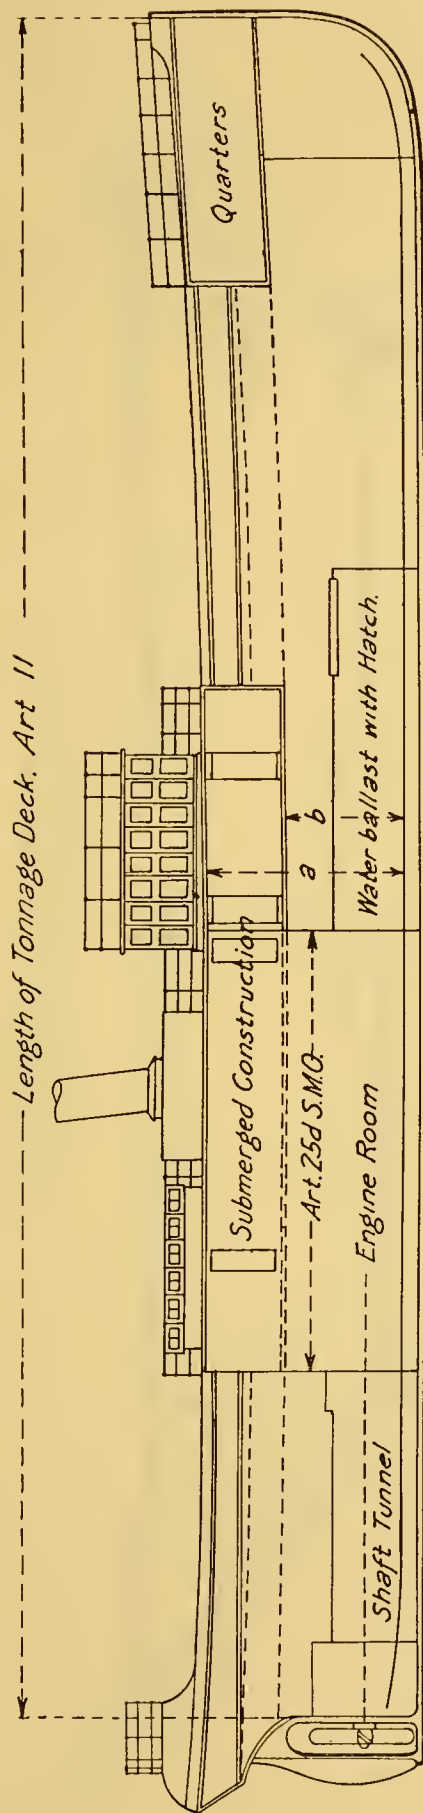 Length of Tonnage Deck. Art 11
Quarters
Submerged Construction
a
b
Art.25d S.M.O.
Water ballast with Hatch.
Engine Room
Shaft Tunnel